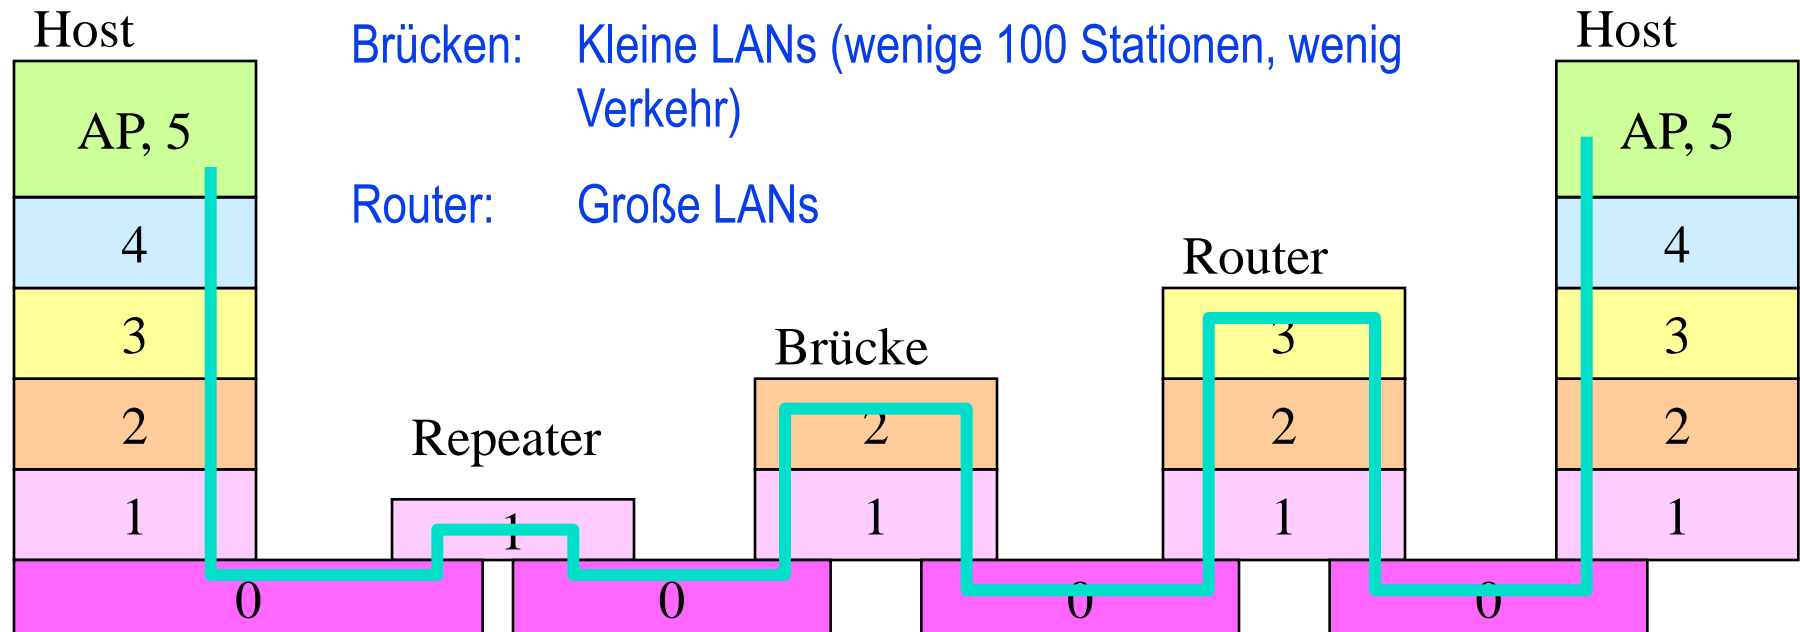 Host
Brücken: Kleine LANs (wenige 100 Stationen, wenig
Verkehr)
Router: Große LANs
Host
AP, 5
4
3
2
1
Repeater
1
Brücke
2
1
Router
3
2
1
AP, 5
4
3
2
1
0
0
0
0